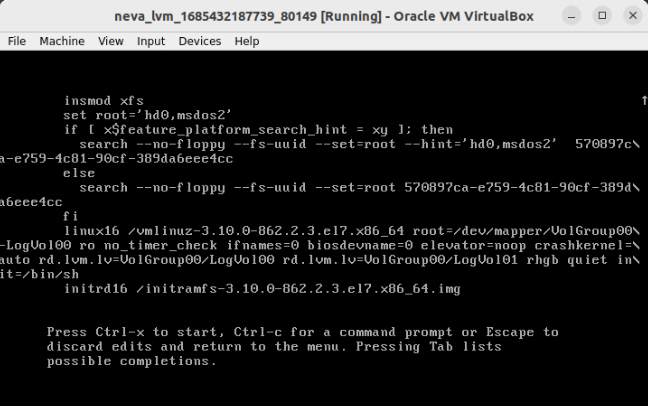 neva_lvm_1685432187739_80149 [Running] - Oracle VM VirtualBox
File Machine View Input Devices Help
insmod xfs
set root='hd0,msdos2'
if [ x$feature_platform_search_hint = xy ]; then
search --no-floppy --fs-uuid --set=root --hint='hd0,msdos2'  570897c\
a-e759-4c81-90cf-389da6eee4cc
else
search --no-floppy --fs-uuid --set=root 570897ca-e759-4c81-90cf-389d\
a6eee4cc
fi
linux16 /vmlinuz-3.10.0-862.2.3.el7.x86_64 root=/dev/mapper/VolGroup00\
-LogVol00 ro no_timer_check ifnames=0 biosdevname=0 elevator=noop crashkernel=\
auto rd.lvm.lv=VolGroup00/LogVol00 rd.lvm.lv=VolGroup00/LogVol01 rhgb quiet in\
it=/bin/sh
initrd16 /initramfs-3.10.0-862.2.3.el7.x86_64.img
Press Ctrl-x to start, Ctrl-c for a command prompt or Escape to
discard edits and return to the menu. Pressing Tab lists
possible completions.